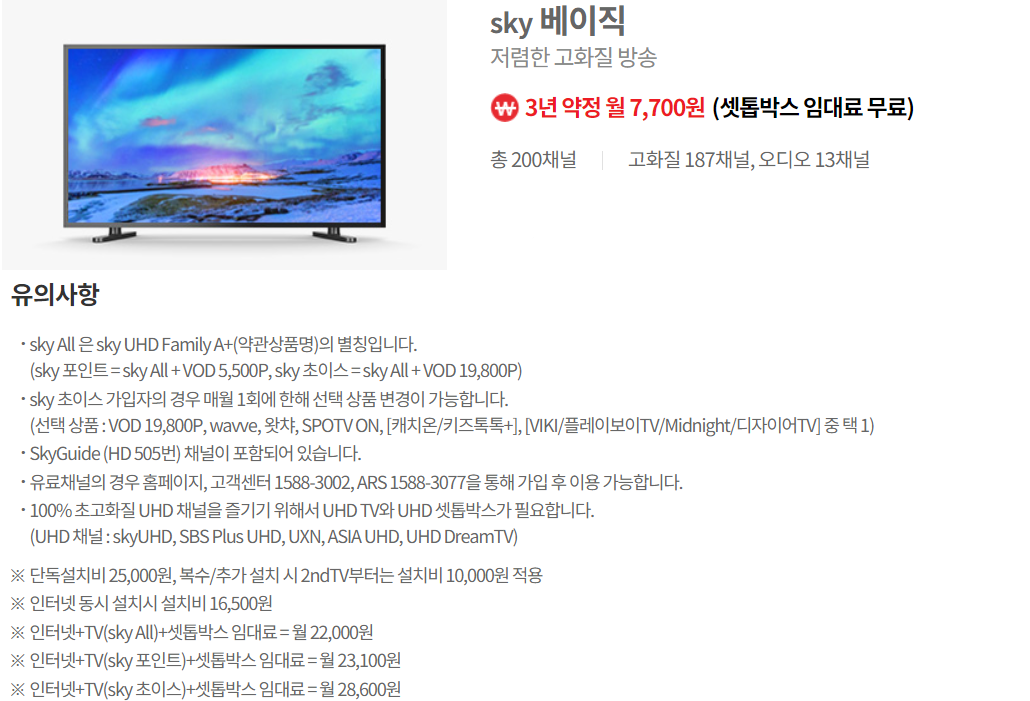 sky 베이직
저렴한 고화질 방송
₩ 3년 약정 월 7,700원 (셋톱박스 임대료 무료)
총 200채널 | 고화질 187채널, 오디오 13채널
유의사항
· sky All 은 sky UHD Family A+(약관상품명)의 별칭입니다.
(sky 포인트 = sky All + VOD 5,500P, sky 초이스 = sky All + VOD 19,800P)
· sky 초이스 가입자의 경우 매월 1회에 한해 선택 상품 변경이 가능합니다.
(선택 상품 : VOD 19,800P, wavve, 왓챠, SPOTV ON, [캐치온/키즈톡톡+], [VIKI/플레이보이TV/Midnight/디자이어TV] 중 택 1)
· SkyGuide (HD 505번) 채널이 포함되어 있습니다.
· 유료채널의 경우 홈페이지, 고객센터 1588-3002, ARS 1588-3077을 통해 가입 후 이용 가능합니다.
· 100% 초고화질 UHD 채널을 즐기기 위해서 UHD TV와 UHD 셋톱박스가 필요합니다.
(UHD 채널 : skyUHD, SBS Plus UHD, UXN, ASIA UHD, UHD DreamTV)
※ 단독설치비 25,000원, 복수/추가 설치 시 2ndTV부터는 설치비 10,000원 적용
※ 인터넷 동시 설치시 설치비 16,500원
※ 인터넷+TV(sky All)+셋톱박스 임대료 = 월 22,000원
※ 인터넷+TV(sky 포인트)+셋톱박스 임대료 = 월 23,100원
※ 인터넷+TV(sky 초이스)+셋톱박스 임대료 = 월 28,600원